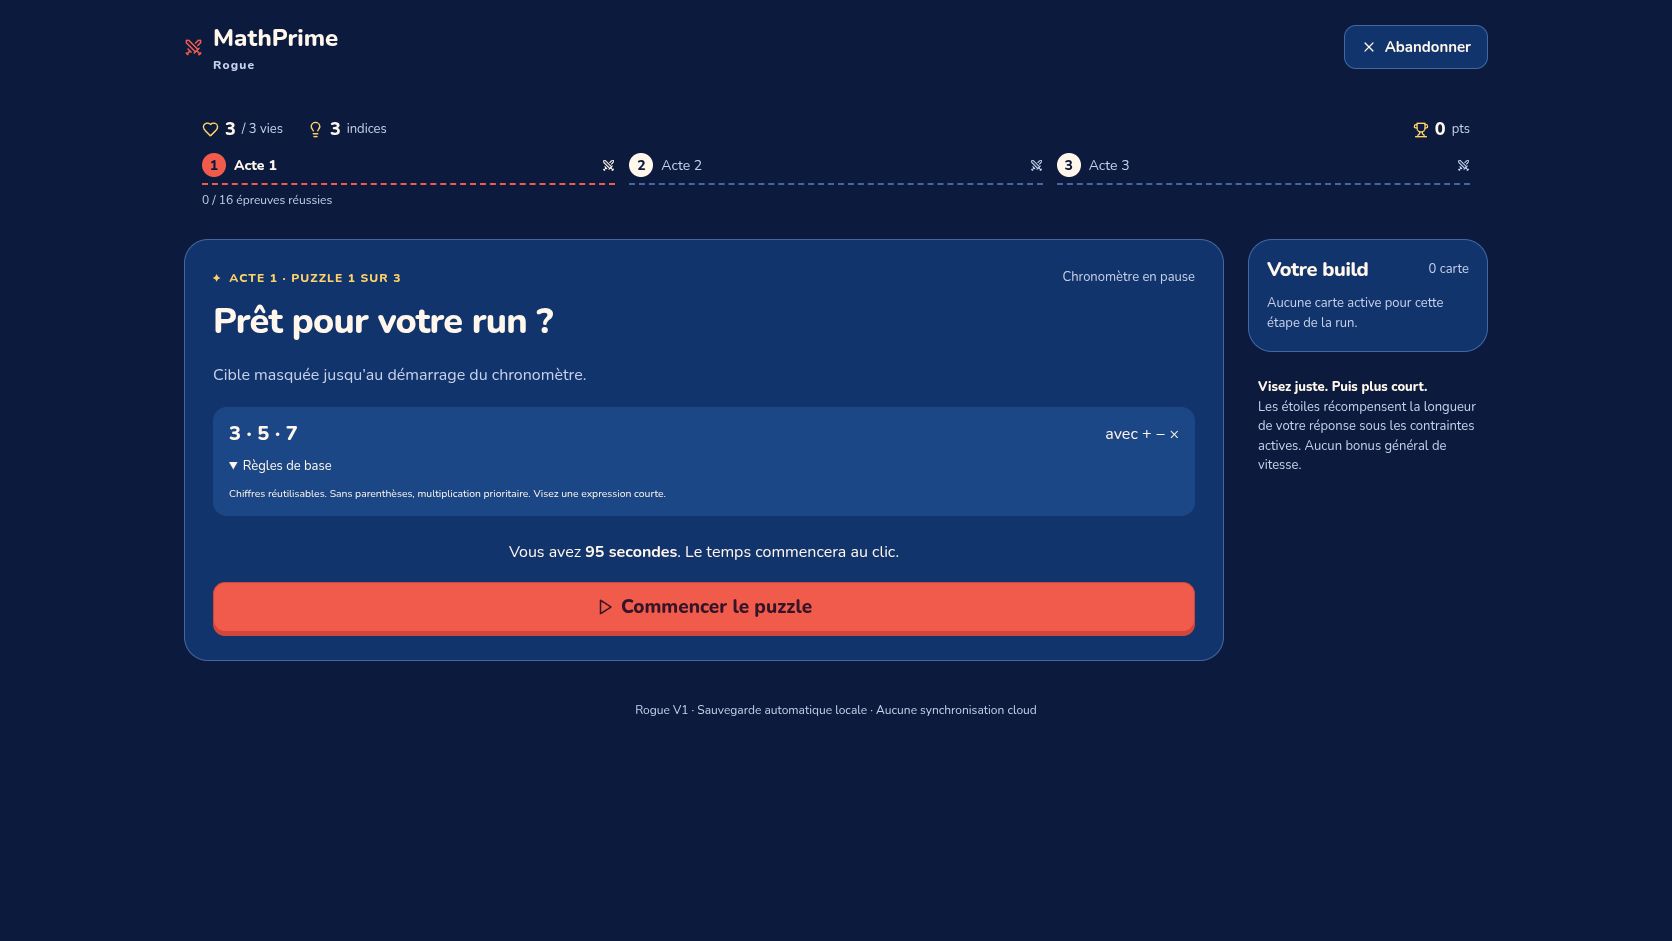 MathPrime
Rogue
Abandonner
3 / 3 vies 3 indices
0 pts
1 Acte 1
2 Acte 2
3 Acte 3
0 / 16 épreuves réussies
ACTE 1 · PUZZLE 1 SUR 3
Chronomètre en pause
Prêt pour votre run ?
Cible masquée jusqu’au démarrage du chronomètre.
3 · 5 · 7
avec + − ×
▼ Règles de base
Chiffres réutilisables. Sans parenthèses, multiplication prioritaire. Visez une expression courte.
Vous avez 95 secondes. Le temps commencera au clic.
Commencer le puzzle
Votre build
0 carte
Aucune carte active pour cette
étape de la run.
Visez juste. Puis plus court.
Les étoiles récompensent la longueur
de votre réponse sous les contraintes
actives. Aucun bonus général de
vitesse.
Rogue V1 · Sauvegarde automatique locale · Aucune synchronisation cloud